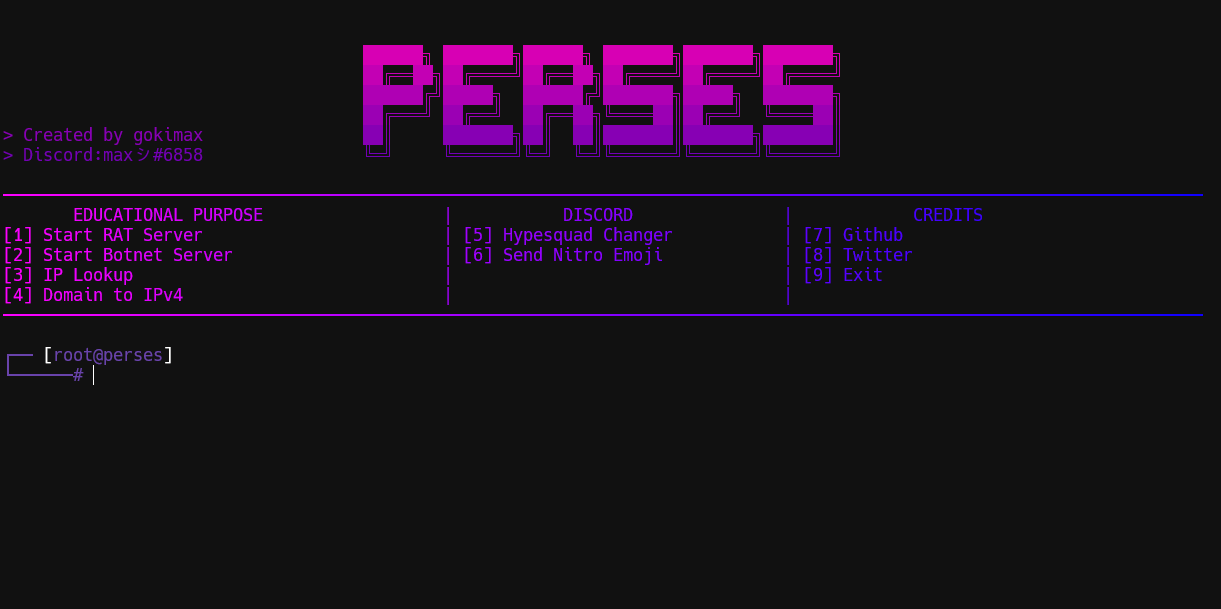 PERSES
> Created by gokimax
> Discord:maxシ#6858
EDUCATIONAL PURPOSE | DISCORD | CREDITS
[1] Start RAT Server | [5] Hypesquad Changer | [7] Github
[2] Start Botnet Server | [6] Send Nitro Emoji | [8] Twitter
[3] IP Lookup | | [9] Exit
[4] Domain to IPv4 | |
[root@perses]
#